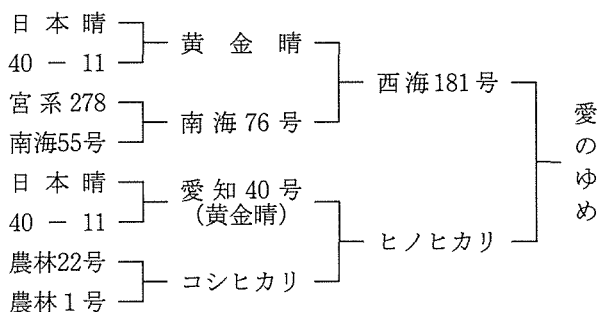 日本晴
40－11
黄金晴
宮系278
南海55号
南海76号
西海181号
日本晴
40－11
愛知40号
(黄金晴)
農林22号
農林1号
コシヒカリ
ヒノヒカリ
愛のゆめ